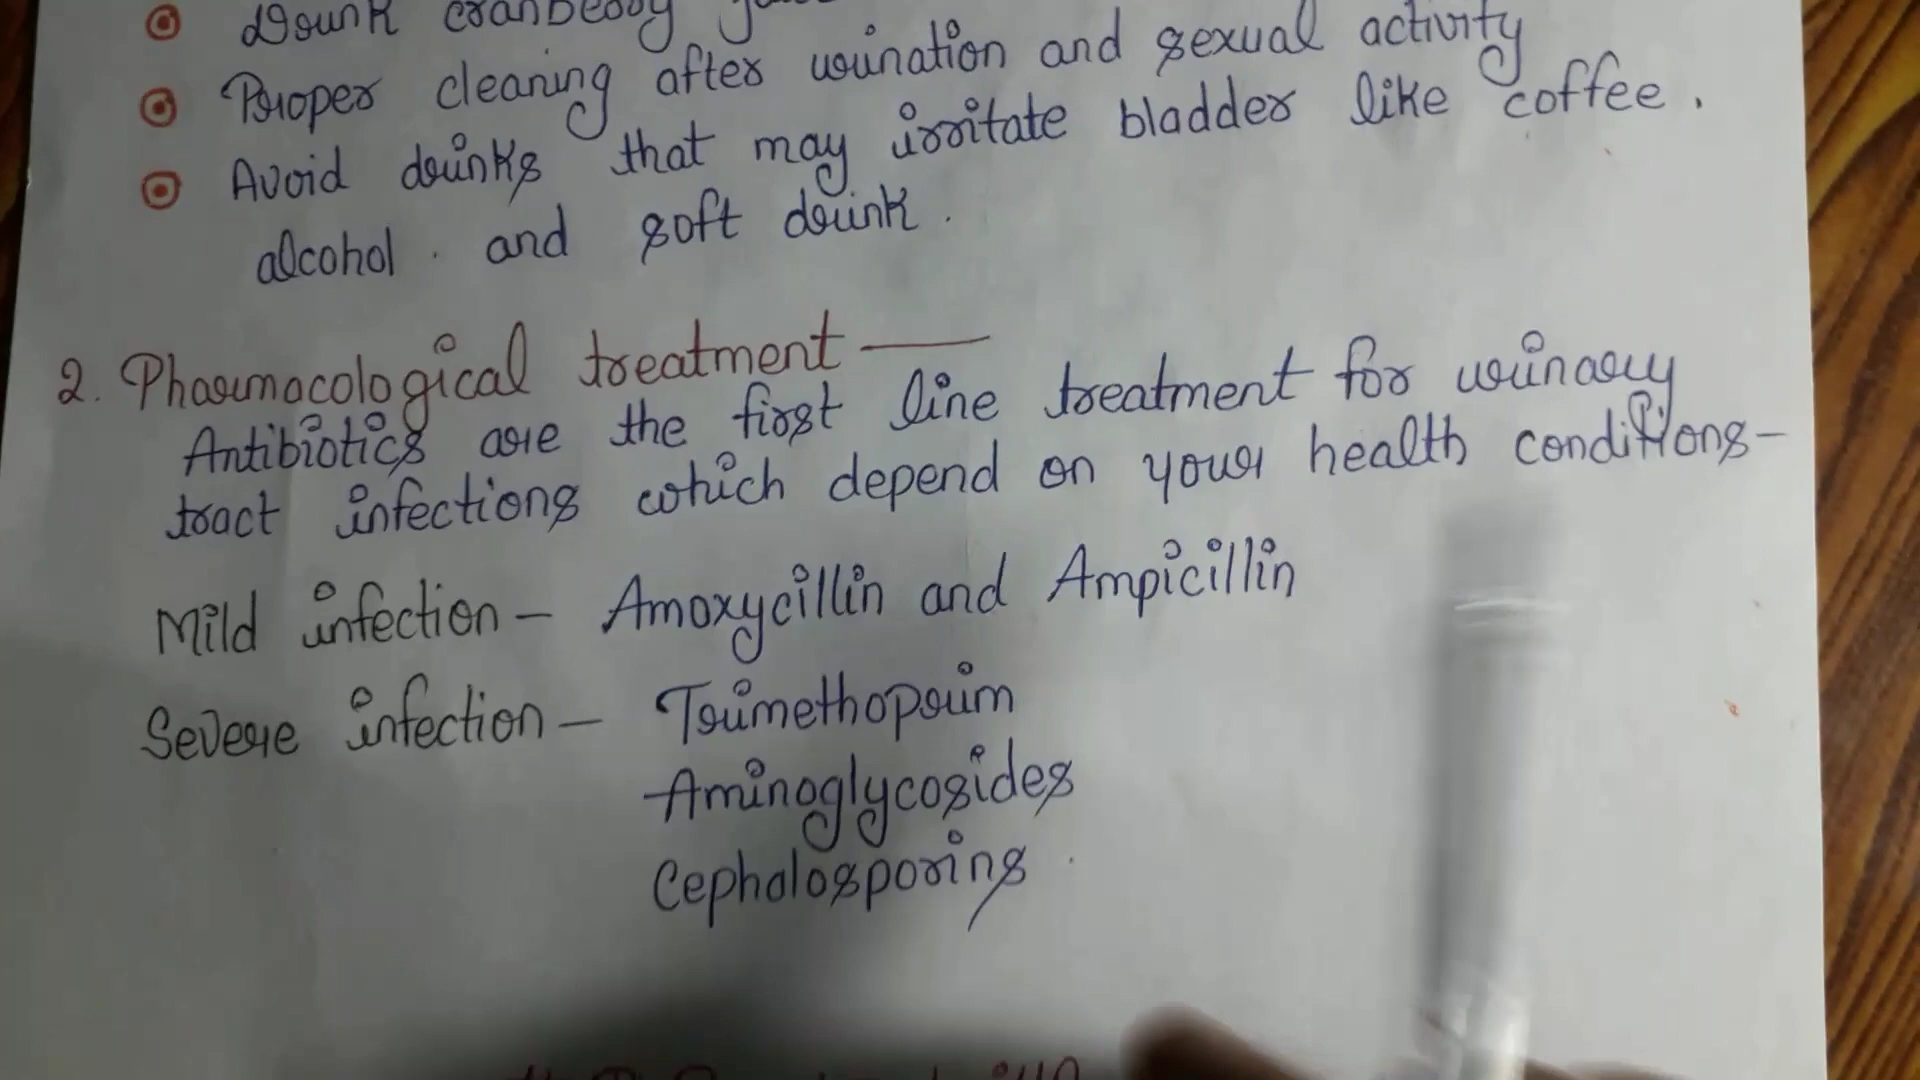 Drink cranberry
Proper cleaning after urination and sexual activity
Avoid drinks that may irritate bladder like coffee.
alcohol. and soft drink.
2. Pharmacological treatment —
Antibiotics are the first line treatment for urinary
tract infections which depend on your health conditions-
Mild infection - Amoxycillin and Ampicillin
Severe infection - Trimethoprim
Aminoglycosides
Cephalosporins